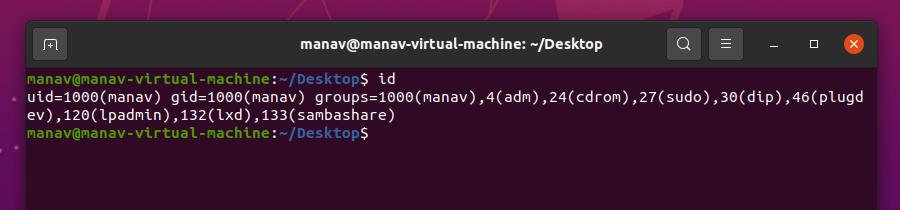 manav@manav-virtual-machine: ~/Desktop
manav@manav-virtual-machine:~/Desktop$ id
uid=1000(manav) gid=1000(manav) groups=1000(manav),4(adm),24(cdrom),27(sudo),30(dip),46(plugd
ev),120(lpadmin),132(lxd),133(sambashare)
manav@manav-virtual-machine:~/Desktop$